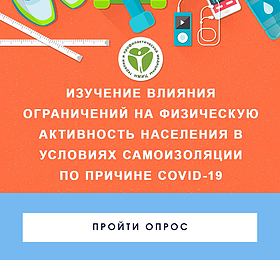 ИЗУЧЕНИЕ ВЛИЯНИЯ
ОГРАНИЧЕНИЙ НА ФИЗИЧЕСКУЮ
АКТИВНОСТЬ НАСЕЛЕНИЯ В
УСЛОВИЯХ САМОИЗОЛЯЦИИ
ПО ПРИЧИНЕ COVID-19
ПРОЙТИ ОПРОС